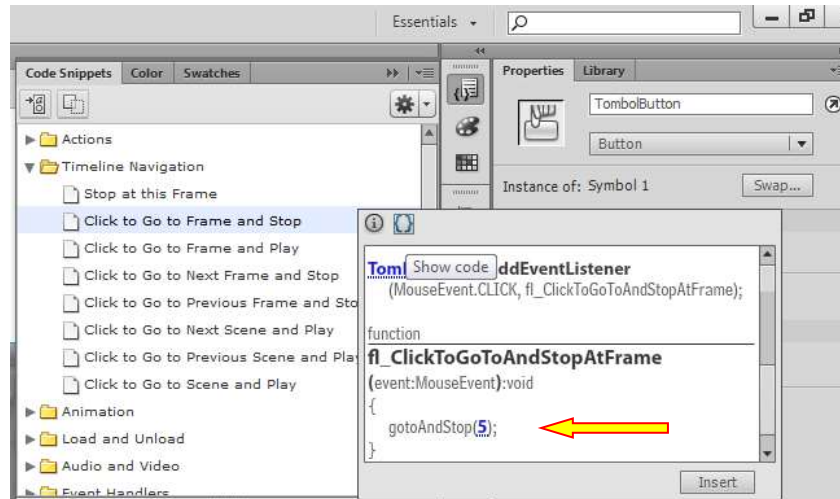 Essentials
Code Snippets Color Swatches
Actions
Timeline Navigation
Stop at this Frame
Click to Go to Frame and Stop
Click to Go to Frame and Play
Click to Go to Next Frame and Stop
Click to Go to Previous Frame and Sto
Click to Go to Next Scene and Play
Click to Go to Previous Scene and Play
Click to Go to Scene and Play
Animation
Load and Unload
Audio and Video
Event Handlers
Properties Library
TombolButton
Button
Instance of: Symbol 1 Swap...
Show code
ddEventListener
(MouseEvent.CLICK, fl_ClickToGoToAndStopAtFrame);
function
fl_ClickToGoToAndStopAtFrame
(event:MouseEvent):void
{
gotoAndStop(5);
}
Insert